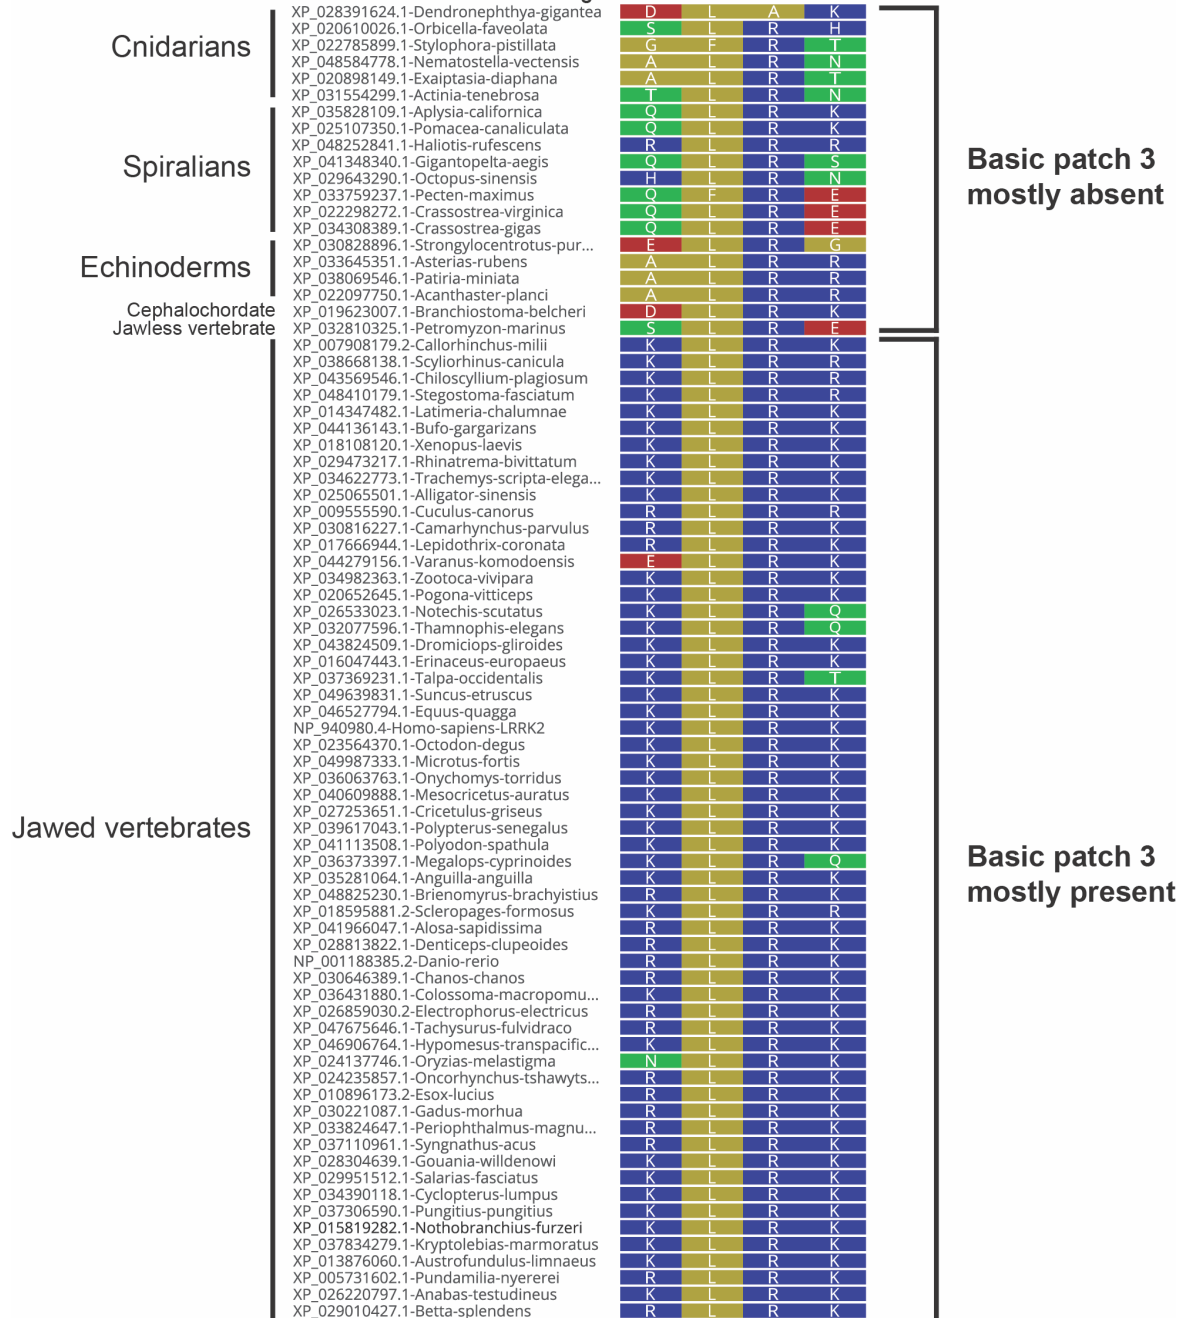 XP_028391624.1-Dendronephthya-gigantea D L A K
XP_020610026.1-Orbicella-faveolata S L R H
Cnidarians
XP_022785899.1-Stylophora-pistillata G F R T
XP_048584778.1-Nematostella-vectensis A L R N
XP_020898149.1-Exaiptasia-diaphana A L R T
XP_031554299.1-Actinia-tenebrosa T L R N
XP_035828109.1-Aplysia-californica Q L R K
XP_025107350.1-Pomacea-canaliculata Q L R K
XP_048252841.1-Haliotis-rufescens R L R R
Spiralians
XP_041348340.1-Gigantopelta-aegis Q L R S
XP_029643290.1-Octopus-sinensis H L R N
XP_033759237.1-Pecten-maximus Q F R E
XP_022298272.1-Crassostrea-virginica Q L R E
XP_034308389.1-Crassostrea-gigas Q L R E
Basic patch 3
mostly absent
XP_030828896.1-Strongylocentrotus-pur... E L R G
Echinoderms
XP_033645351.1-Asterias-rubens A L R R
XP_038069546.1-Patiria-miniata A L R R
XP_022097750.1-Acanthaster-planci A L R R
Cephalochordate
XP_019623007.1-Branchiostoma-belcheri D L R K
Jawless vertebrate
XP_032810325.1-Petromyzon-marinus S L R E
XP_007908179.2-Callorhinchus-milii K L R K
XP_038668138.1-Scyliorhinus-canicula K L R R
XP_043569546.1-Chiloscyllium-plagiosum K L R R
XP_048410179.1-Stegostoma-fasciatum K L R R
XP_014347482.1-Latimeria-chalumnae K L R K
XP_044136143.1-Bufo-gargarizans K L R K
XP_018108120.1-Xenopus-laevis K L R K
XP_029473217.1-Rhinatrema-bivittatum K L R K
XP_034622773.1-Trachemys-scripta-elega... K L R K
XP_025065501.1-Alligator-sinensis K L R K
XP_009555590.1-Cuculus-canorus R L R R
XP_030816227.1-Camarhynchus-parvulus R L R K
XP_017666944.1-Lepidothrix-coronata R L R K
XP_044279156.1-Varanus-komodoensis E L R K
XP_034982363.1-Zootoca-vivipara K L R K
XP_020652645.1-Pogona-vitticeps K L R K
XP_026533023.1-Notechis-scutatus K L R Q
XP_032077596.1-Thamnophis-elegans K L R Q
XP_043824509.1-Dromiciops-gliroides K L R K
XP_016047443.1-Erinaceus-europaeus K L R K
XP_037369231.1-Talpa-occidentalis K L R T
XP_049639831.1-Suncus-etruscus K L R K
XP_046527794.1-Equus-quagga K L R K
NP_940980.4-Homo-sapiens-LRRK2 K L R K
XP_023564370.1-Octodon-degus K L R K
XP_049987333.1-Microtus-fortis K L R K
XP_036063763.1-Onychomys-torridus K L R K
XP_040609888.1-Mesocricetus-auratus K L R K
XP_027253651.1-Cricetulus-griseus K L R K
Jawed vertebrates
XP_039617043.1-Polypterus-senegalus K L R K
XP_041113508.1-Polyodon-spathula K L R K
XP_036373397.1-Megalops-cyprinoides K L R Q
Basic patch 3
mostly present
XP_035281064.1-Anguilla-anguilla K L R K
XP_048825230.1-Brienomyrus-brachyistius R L R K
XP_018595881.2-Scleropages-formosus K L R R
XP_041966047.1-Alosa-sapidissima R L R K
XP_028813822.1-Denticeps-clupeoides R L R K
NP_001188385.2-Danio-rerio R L R K
XP_030646389.1-Chanos-chanos R L R K
XP_036431880.1-Colossoma-macropomu... K L R K
XP_026859030.2-Electrophorus-electricus R L R K
XP_047675646.1-Tachysurus-fulvidraco R L R K
XP_046906764.1-Hypomesus-transpacific... K L R K
XP_024137746.1-Oryzias-melastigma N L R K
XP_024235857.1-Oncorhynchus-tshawyts... R L R K
XP_010896173.2-Esox-lucius R L R K
XP_030221087.1-Gadus-morhua R L R K
XP_033824647.1-Periophthalmus-magnu... R L R K
XP_037110961.1-Syngnathus-acus R L R K
XP_028304639.1-Gouania-willdenowi K L R K
XP_029951512.1-Salarias-fasciatus K L R K
XP_034390118.1-Cyclopterus-lumpus K L R K
XP_037306590.1-Pungitius-pungitius K L R K
XP_015819282.1-Nothobranchius-furzeri K L R K
XP_037834279.1-Kryptolebias-marmoratus K L R K
XP_013876060.1-Austrofundulus-limnaeus K L R K
XP_005731602.1-Pundamilia-nyererei R L R K
XP_026220797.1-Anabas-testudineus K L R K
XP_029010427.1-Betta-splendens R L R K